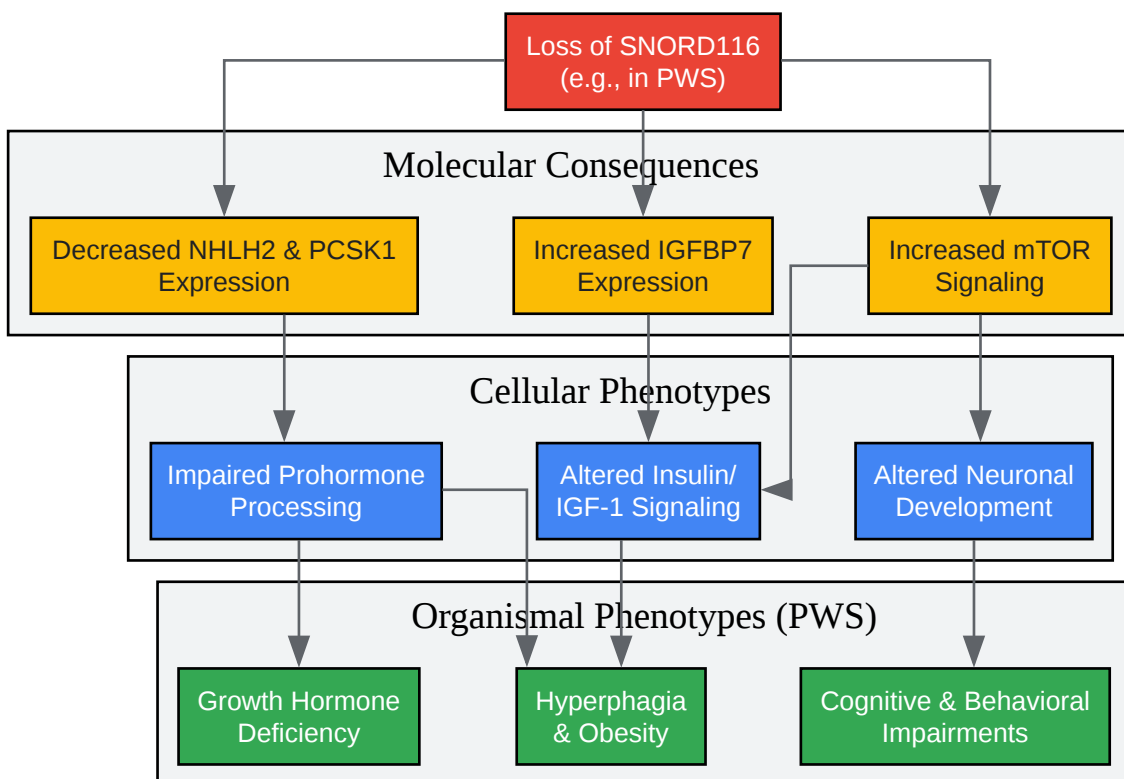 Loss of SNORD116
(e.g., in PWS)
Molecular Consequences
Decreased NHLH2 & PCSK1
Expression
Increased IGFBP7
Expression
Increased mTOR
Signaling
Cellular Phenotypes
Impaired Prohormone
Processing
Altered Insulin/
IGF-1 Signaling
Altered Neuronal
Development
Organismal Phenotypes (PWS)
Growth Hormone
Deficiency
Hyperphagia
& Obesity
Cognitive & Behavioral
Impairments